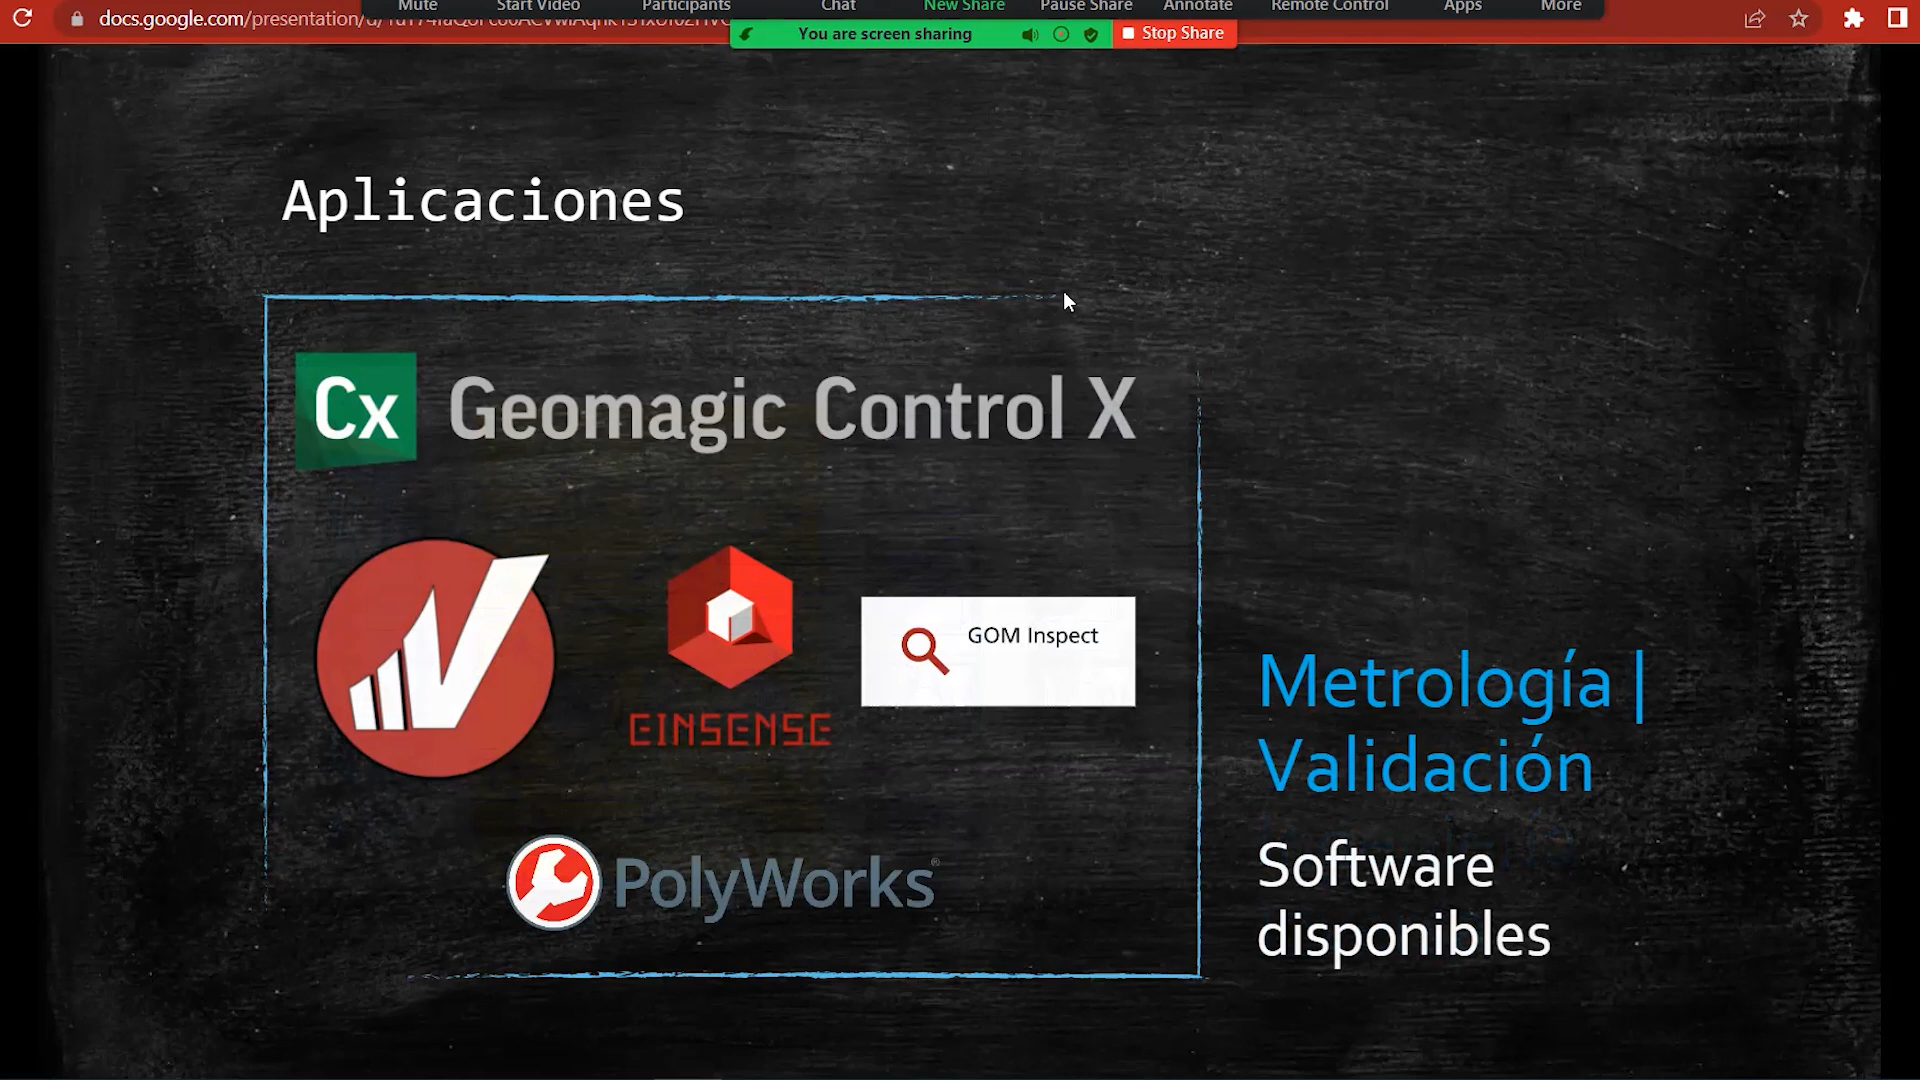 Mute Start Video Participants Chat New Share Pause Share Annotate Remote Control Apps More
docs.google.com/presentation/
You are screen sharing
Stop Share
Aplicaciones
Cx Geomagic Control X
GOM Inspect
EINSENSE
PolyWorks®
Metrología |
Validación
Software
disponibles